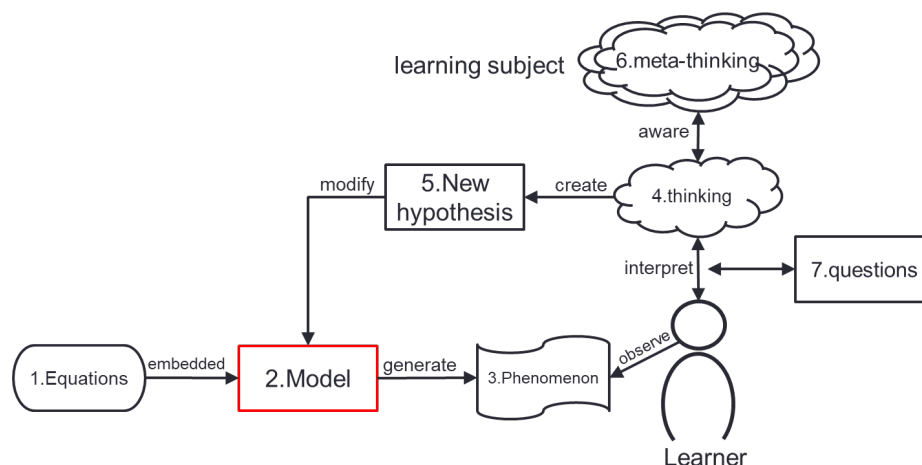 learning subject
6.meta-thinking
aware
modify
5.New
hypothesis
create
4.thinking
interpret
7.questions
1.Equations
embedded
2.Model
generate
3.Phenomenon
observe
Learner